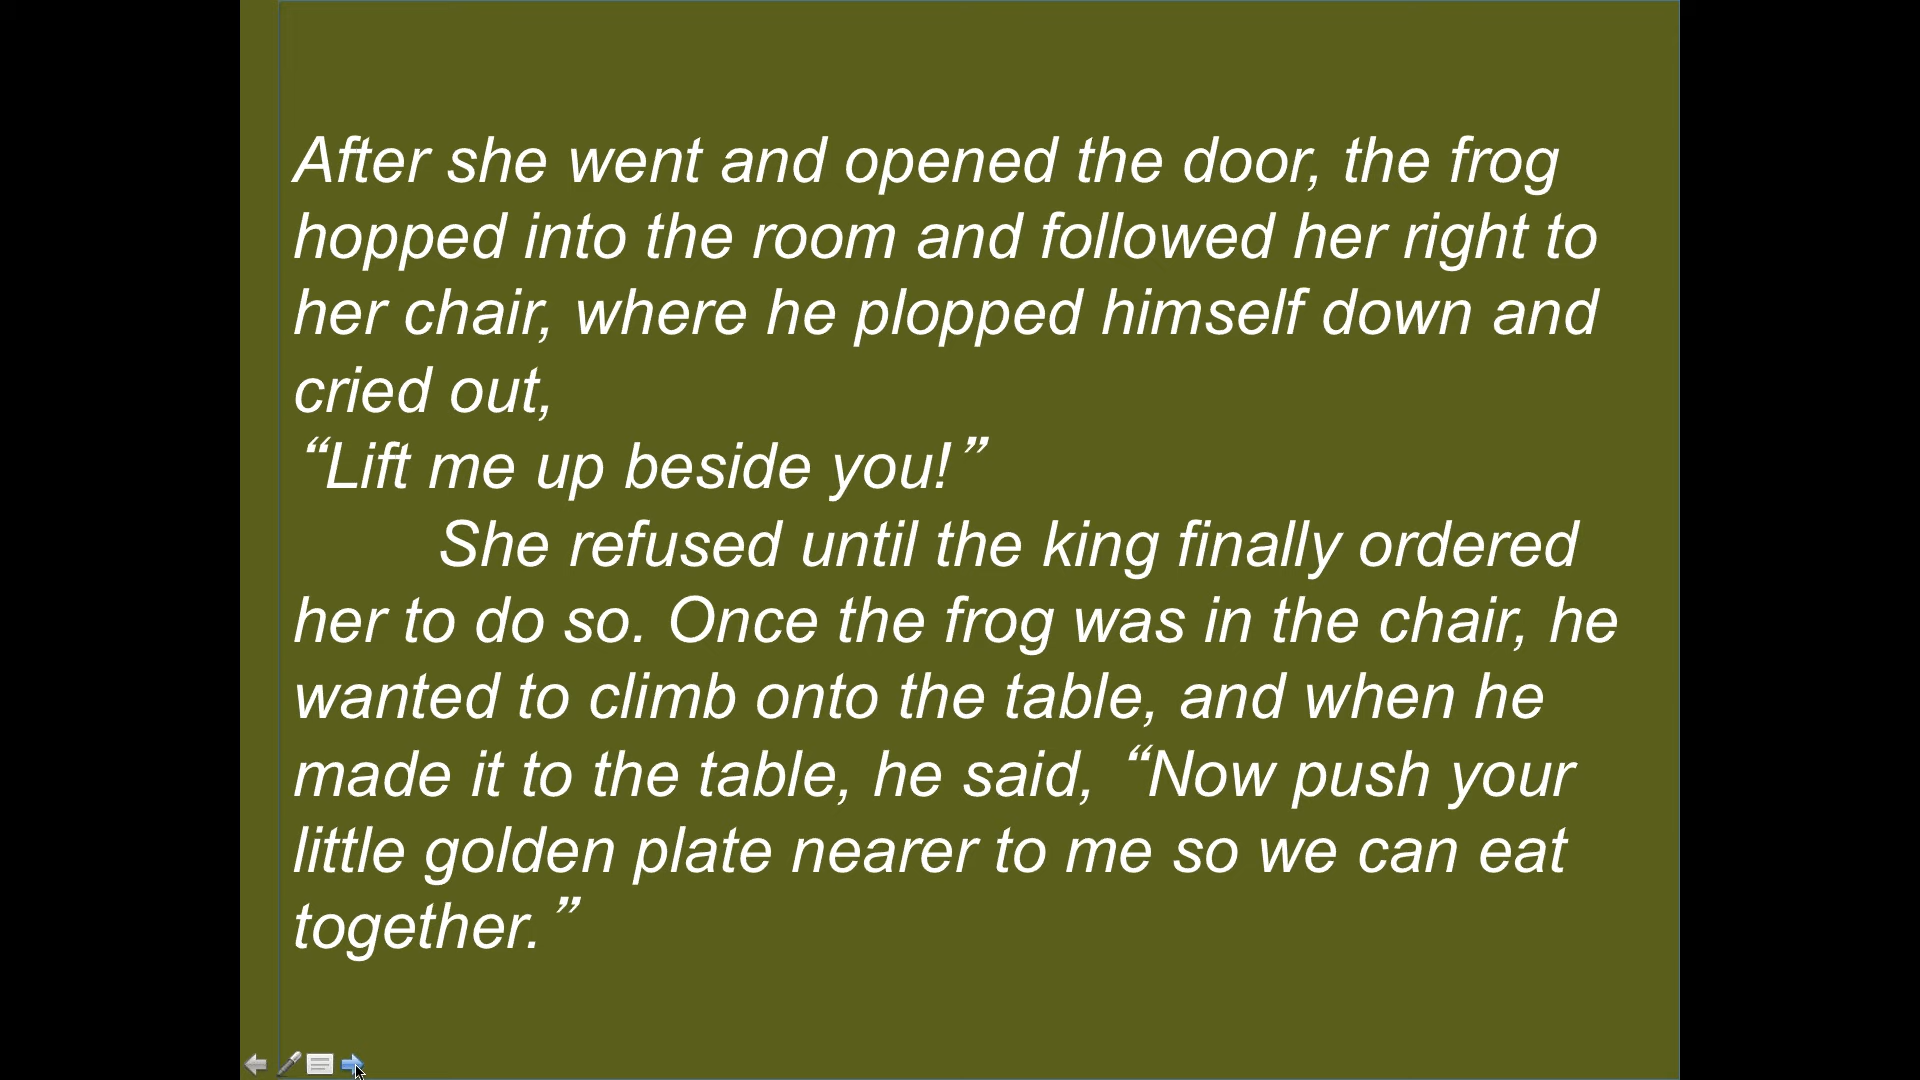 After she went and opened the door, the frog
hopped into the room and followed her right to
her chair, where he plopped himself down and
cried out,
“Lift me up beside you!”
She refused until the king finally ordered
her to do so. Once the frog was in the chair, he
wanted to climb onto the table, and when he
made it to the table, he said, “Now push your
little golden plate nearer to me so we can eat
together.”